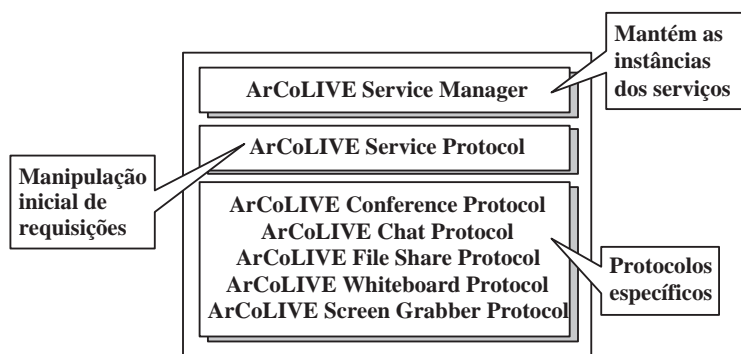 Mantém as
instâncias
dos serviços
ArCoLIVE Service Manager
ArCoLIVE Service Protocol
Manipulação
inicial de
requisições
ArCoLIVE Conference Protocol
ArCoLIVE Chat Protocol
ArCoLIVE File Share Protocol
ArCoLIVE Whiteboard Protocol
ArCoLIVE Screen Grabber Protocol
Protocolos
específicos